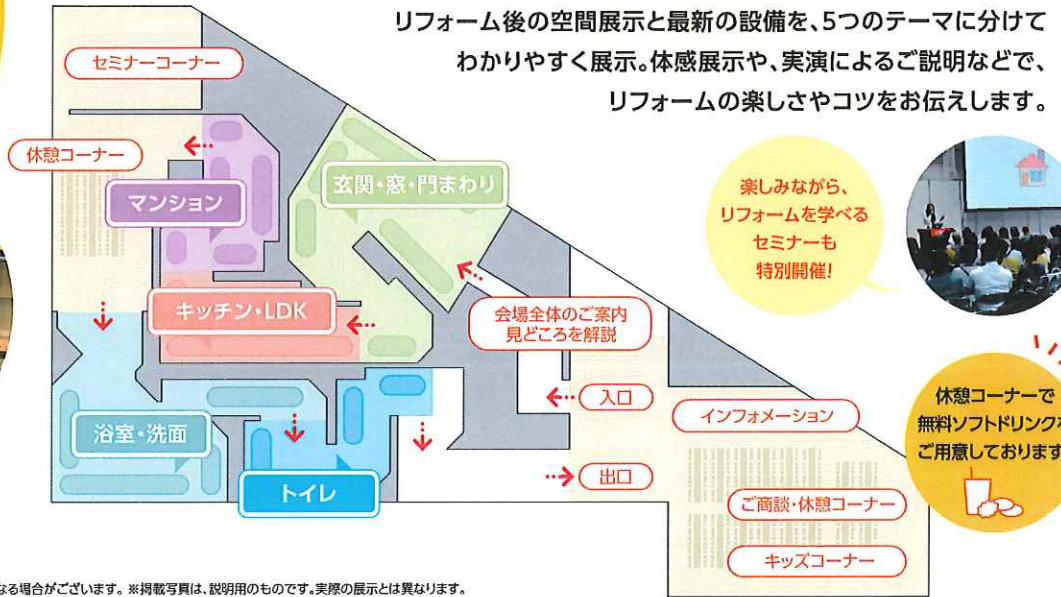 リフォーム後の空間展示と最新の設備を、5つのテーマに分けて
わかりやすく展示。体感展示や、実演によるご説明などで、
リフォームの楽しさやコツをお伝えします。
セミナーコーナー
休憩コーナー
マンション
玄関・窓・門まわり
楽しみながら、
リフォームを学べる
セミナーも
特別開催!
キッチン・LDK
会場全体のご案内
見どころを解説
入口
インフォメーション
休憩コーナーで
無料ソフトドリンクを
ご用意しております
浴室・洗面
トイレ
出口
ご商談・休憩コーナー
キッズコーナー
なる場合がございます。※掲載写真は、説明用のものです。実際の展示とは異なります。